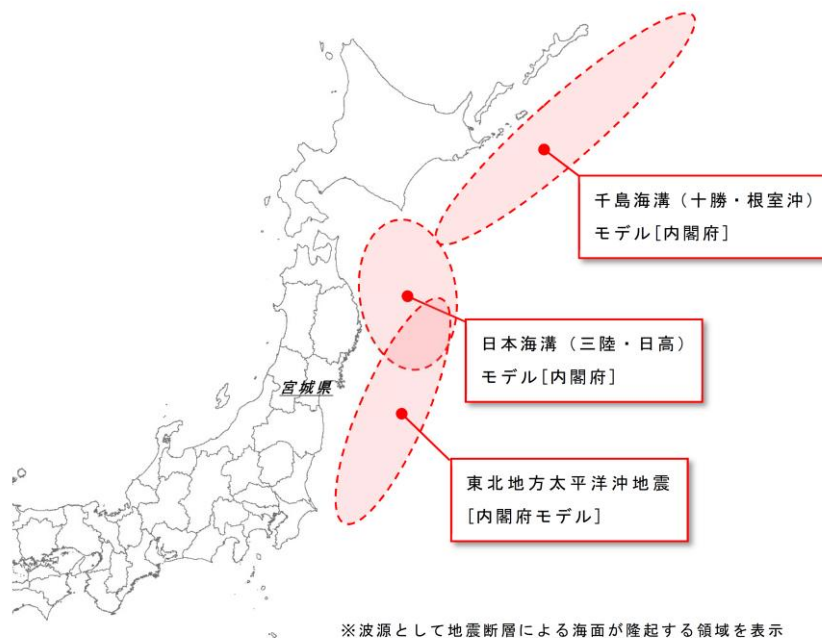 千島海溝（十勝・根室沖）
モデル[内閣府]
日本海溝（三陸・日高）
モデル[内閣府]
宮城県
東北地方太平洋沖地震
[内閣府モデル]
※波源として地震断層による海面が隆起する領域を表示